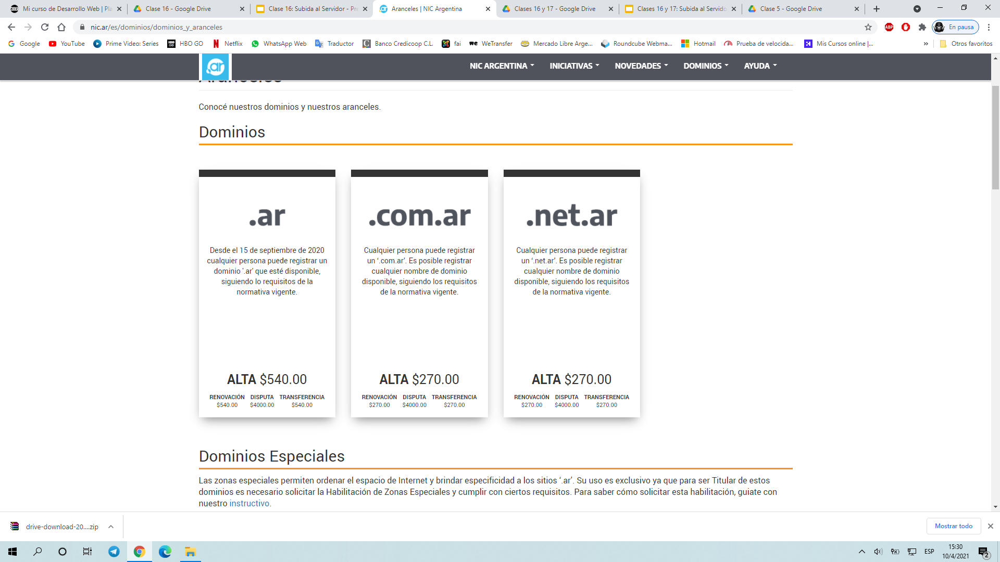 Mi curso de Desarrollo Web | Pla
Clase 16 - Google Drive
Clase 16: Subida al Servidor - Pre
Aranceles | NIC Argentina
Clases 16 y 17 - Google Drive
Clases 16 y 17: Subida al Servido
Clase 5 - Google Drive
nic.ar/es/dominios/dominios_y_aranceles
ABP
En pausa
Google
YouTube
Prime Video: Series
HBO GO
Netflix
WhatsApp Web
Traductor
Banco Credicoop C.L.
fai
WeTransfer
Mercado Libre Arge...
Roundcube Webma...
Hotmail
Prueba de velocida...
Mis Cursos online |...
»
Otros favoritos
.ar
NIC ARGENTINA
INICIATIVAS
NOVEDADES
DOMINIOS
AYUDA
Aranceles
Conocé nuestros dominios y nuestros aranceles.
Dominios
.ar
Desde el 15 de septiembre de 2020
cualquier persona puede registrar un
dominio '.ar' que esté disponible,
siguiendo lo requisitos de la
normativa vigente.
ALTA $540.00
RENOVACIÓN DISPUTA TRANSFERENCIA
$540.00 $4000.00 $540.00
.com.ar
Cualquier persona puede registrar
un ‘.com.ar’. Es posible registrar
cualquier nombre de dominio
disponible, siguiendo los requisitos
de la normativa vigente.
ALTA $270.00
RENOVACIÓN DISPUTA TRANSFERENCIA
$270.00 $4000.00 $270.00
.net.ar
Cualquier persona puede registrar
un ‘.net.ar’. Es posible registrar
cualquier nombre de dominio
disponible, siguiendo los requisitos
de la normativa vigente.
ALTA $270.00
RENOVACIÓN DISPUTA TRANSFERENCIA
$270.00 $4000.00 $270.00
Dominios Especiales
Las zonas especiales permiten ordenar el espacio de Internet y brindar especificidad a los sitios ‘.ar’. Su uso es exclusivo ya que para ser Titular de estos
dominios es necesario solicitar la Habilitación de Zonas Especiales y cumplir con ciertos requisitos. Para saber cómo solicitar esta habilitación, guiate con
nuestro instructivo.
drive-download-20....zip
Mostrar todo
ESP
15:30
10/4/2021
2